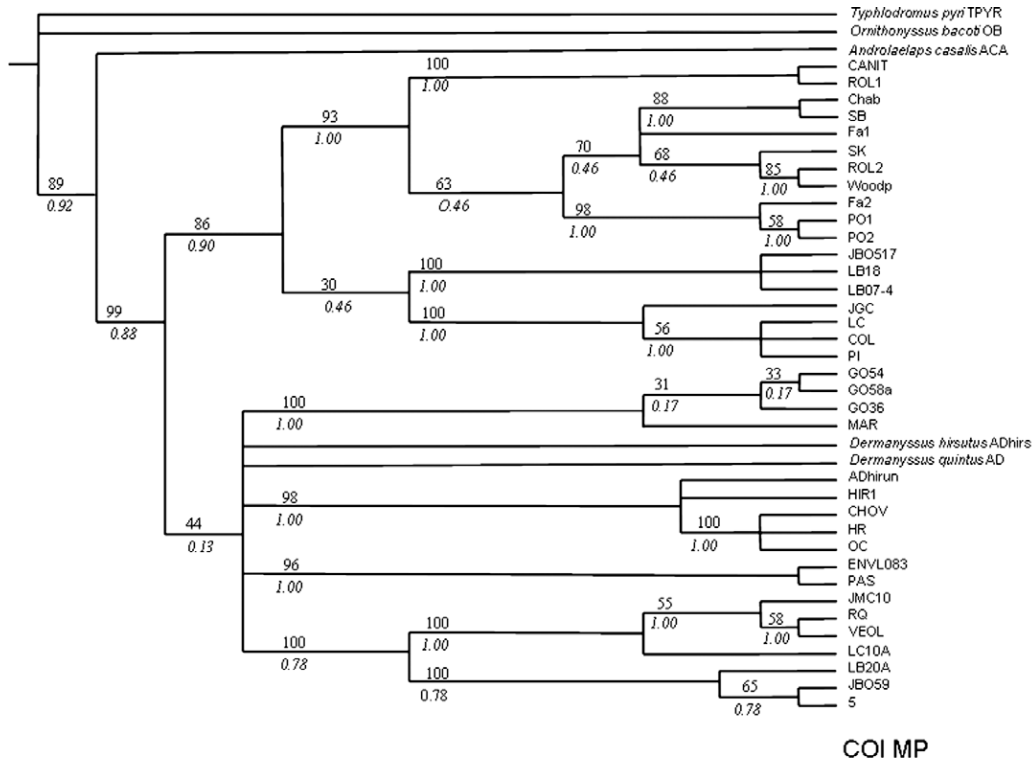 Typhlodromus pyri TPYR
Ornithonyssus bacoti OB
Androlaelaps casalis ACA
100
CANIT
1.00
ROL1
88
Chab
93
1.00
SB
1.00
Fa1
70
68
SK
0.46
0.46
85
ROL2
89
63
1.00
Woodp
0.92
O.46
98
Fa2
86
1.00
58
PO1
0.90
1.00
PO2
100
JBO517
30
1.00
LB18
0.46
LB07-4
99
100
JGC
0.88
1.00
56
LC
1.00
COL
PI
33
GO54
31
0.17
GO58a
100
0.17
GO36
1.00
MAR
Dermanyssus hirsutus ADhirs
Dermanyssus quintus AD
ADhirun
98
HIR1
1.00
CHOV
44
100
HR
0.13
1.00
OC
96
ENVL083
1.00
PAS
55
JMC10
100
1.00
58
RQ
100
1.00
1.00
VEOL
0.78
LC10A
100
LB20A
0.78
65
JBO59
0.78
5
COI MP